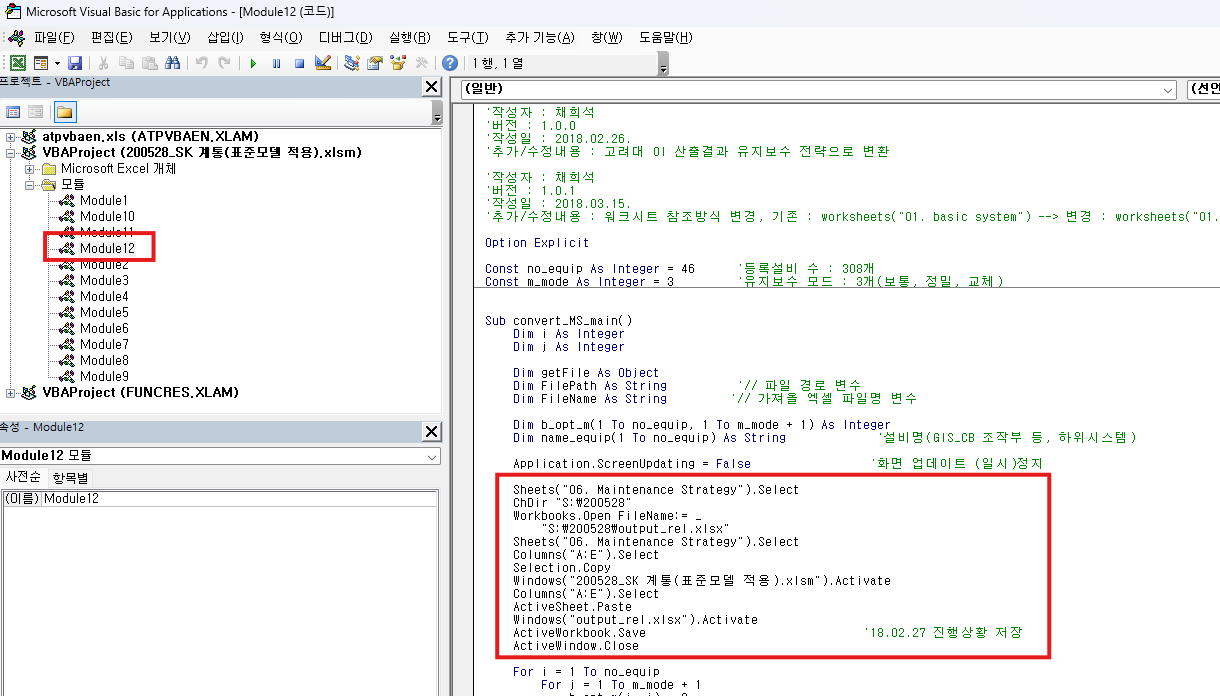 Microsoft Visual Basic for Applications - [Module12 (코드)]
파일(F) 편집(E) 보기(V) 삽입(I) 형식(O) 디버그(D) 실행(R) 도구(T) 추가 기능(A) 창(W) 도움말(H)
1 행, 1 열
프로젝트 - VBAProject
atpvbaen.xls (ATPVBAEN.XLAM)
VBAProject (200528_SK 계통(표준모델 적용).xlsm)
Microsoft Excel 개체
모듈
Module1
Module10
Module11
Module12
Module2
Module3
Module4
Module5
Module6
Module7
Module8
Module9
VBAProject (FUNCRES.XLAM)
속성 - Module12
Module12 모듈
사전순 항목별
(이름) Module12
(일반) (선언
'작성자 : 채희석
'버전 : 1.0.0
'작성일 : 2018.02.26.
'추가/수정내용 : 고려대 OI 산출결과 유지보수 전략으로 변환
'작성자 : 채희석
'버전 : 1.0.1
'작성일 : 2018.03.15.
'추가/수정내용 : 워크시트 참조방식 변경, 기존 : worksheets("01. basic system") --> 변경 : worksheets("01.
Option Explicit
Const no_equip As Integer = 46 '등록설비 수 : 308개
Const m_mode As Integer = 3 '유지보수 모드 : 3개(보통, 정밀, 교체)
Sub convert_MS_main()
Dim i As Integer
Dim j As Integer
Dim getFile As Object
Dim FilePath As String '// 파일 경로 변수
Dim FileName As String '// 가져올 엑셀 파일명 변수
Dim b_opt_m(1 To no_equip, 1 To m_mode + 1) As Integer
Dim name_equip(1 To no_equip) As String '설비명(GIS_CB 조작부 등, 하위시스템)
Application.ScreenUpdating = False '화면 업데이트 (일시)정지
Sheets("06. Maintenance Strategy").Select
ChDir "S:₩200528"
Workbooks.Open FileName:= _
"S:₩200528₩output_rel.xlsx"
Sheets("06. Maintenance Strategy").Select
Columns("A:E").Select
Selection.Copy
Windows("200528_SK 계통(표준모델 적용).xlsm").Activate
Columns("A:E").Select
ActiveSheet.Paste
Windows("output_rel.xlsx").Activate
ActiveWorkbook.Save '18.02.27 진행상황 저장
ActiveWindow.Close
For i = 1 To no_equip
For j = 1 To m_mode + 1